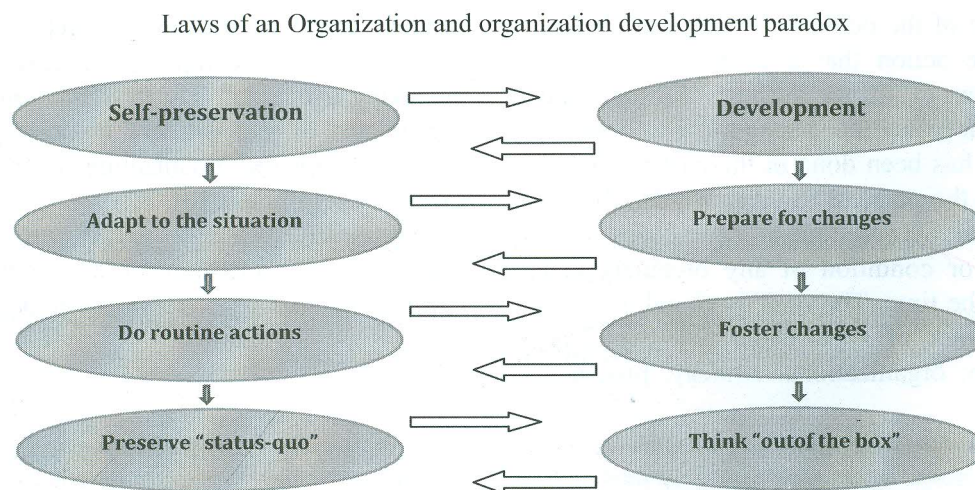 Laws of an Organization and organization development paradox
Self-preservation
Development
Adapt to the situation
Prepare for changes
Do routine actions
Foster changes
Preserve “status-quo”
Think “outof the box”